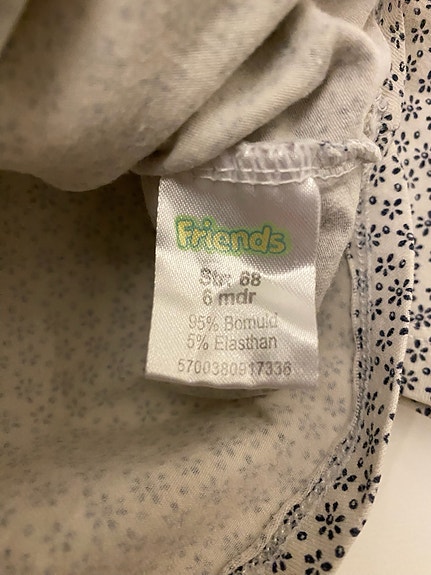 Friends
Str. 68
6 mdr
95% Bomuld
5% Elasthan
5700380917336